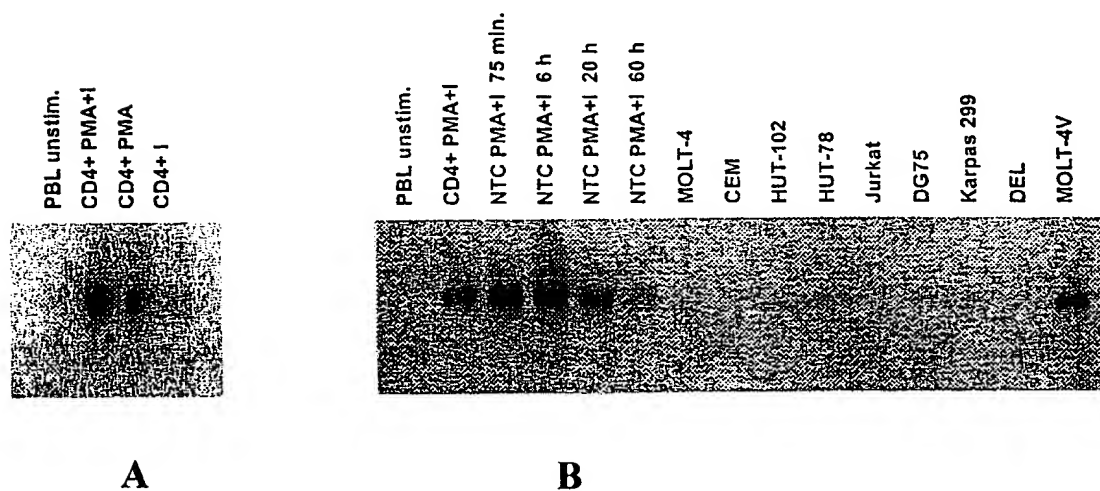 PBL unstim.
CD4+ PMA+I
CD4+ PMA
CD4+ I
PBL unstim.
CD4+ PMA+I
NTC PMA+I 75 min.
NTC PMA+I 6 h
NTC PMA+I 20 h
NTC PMA+I 60 h
MOLT-4
CEM
HUT-102
HUT-78
Jurkat
DG75
Karpas 299
DEL
MOLT-4V
A
B